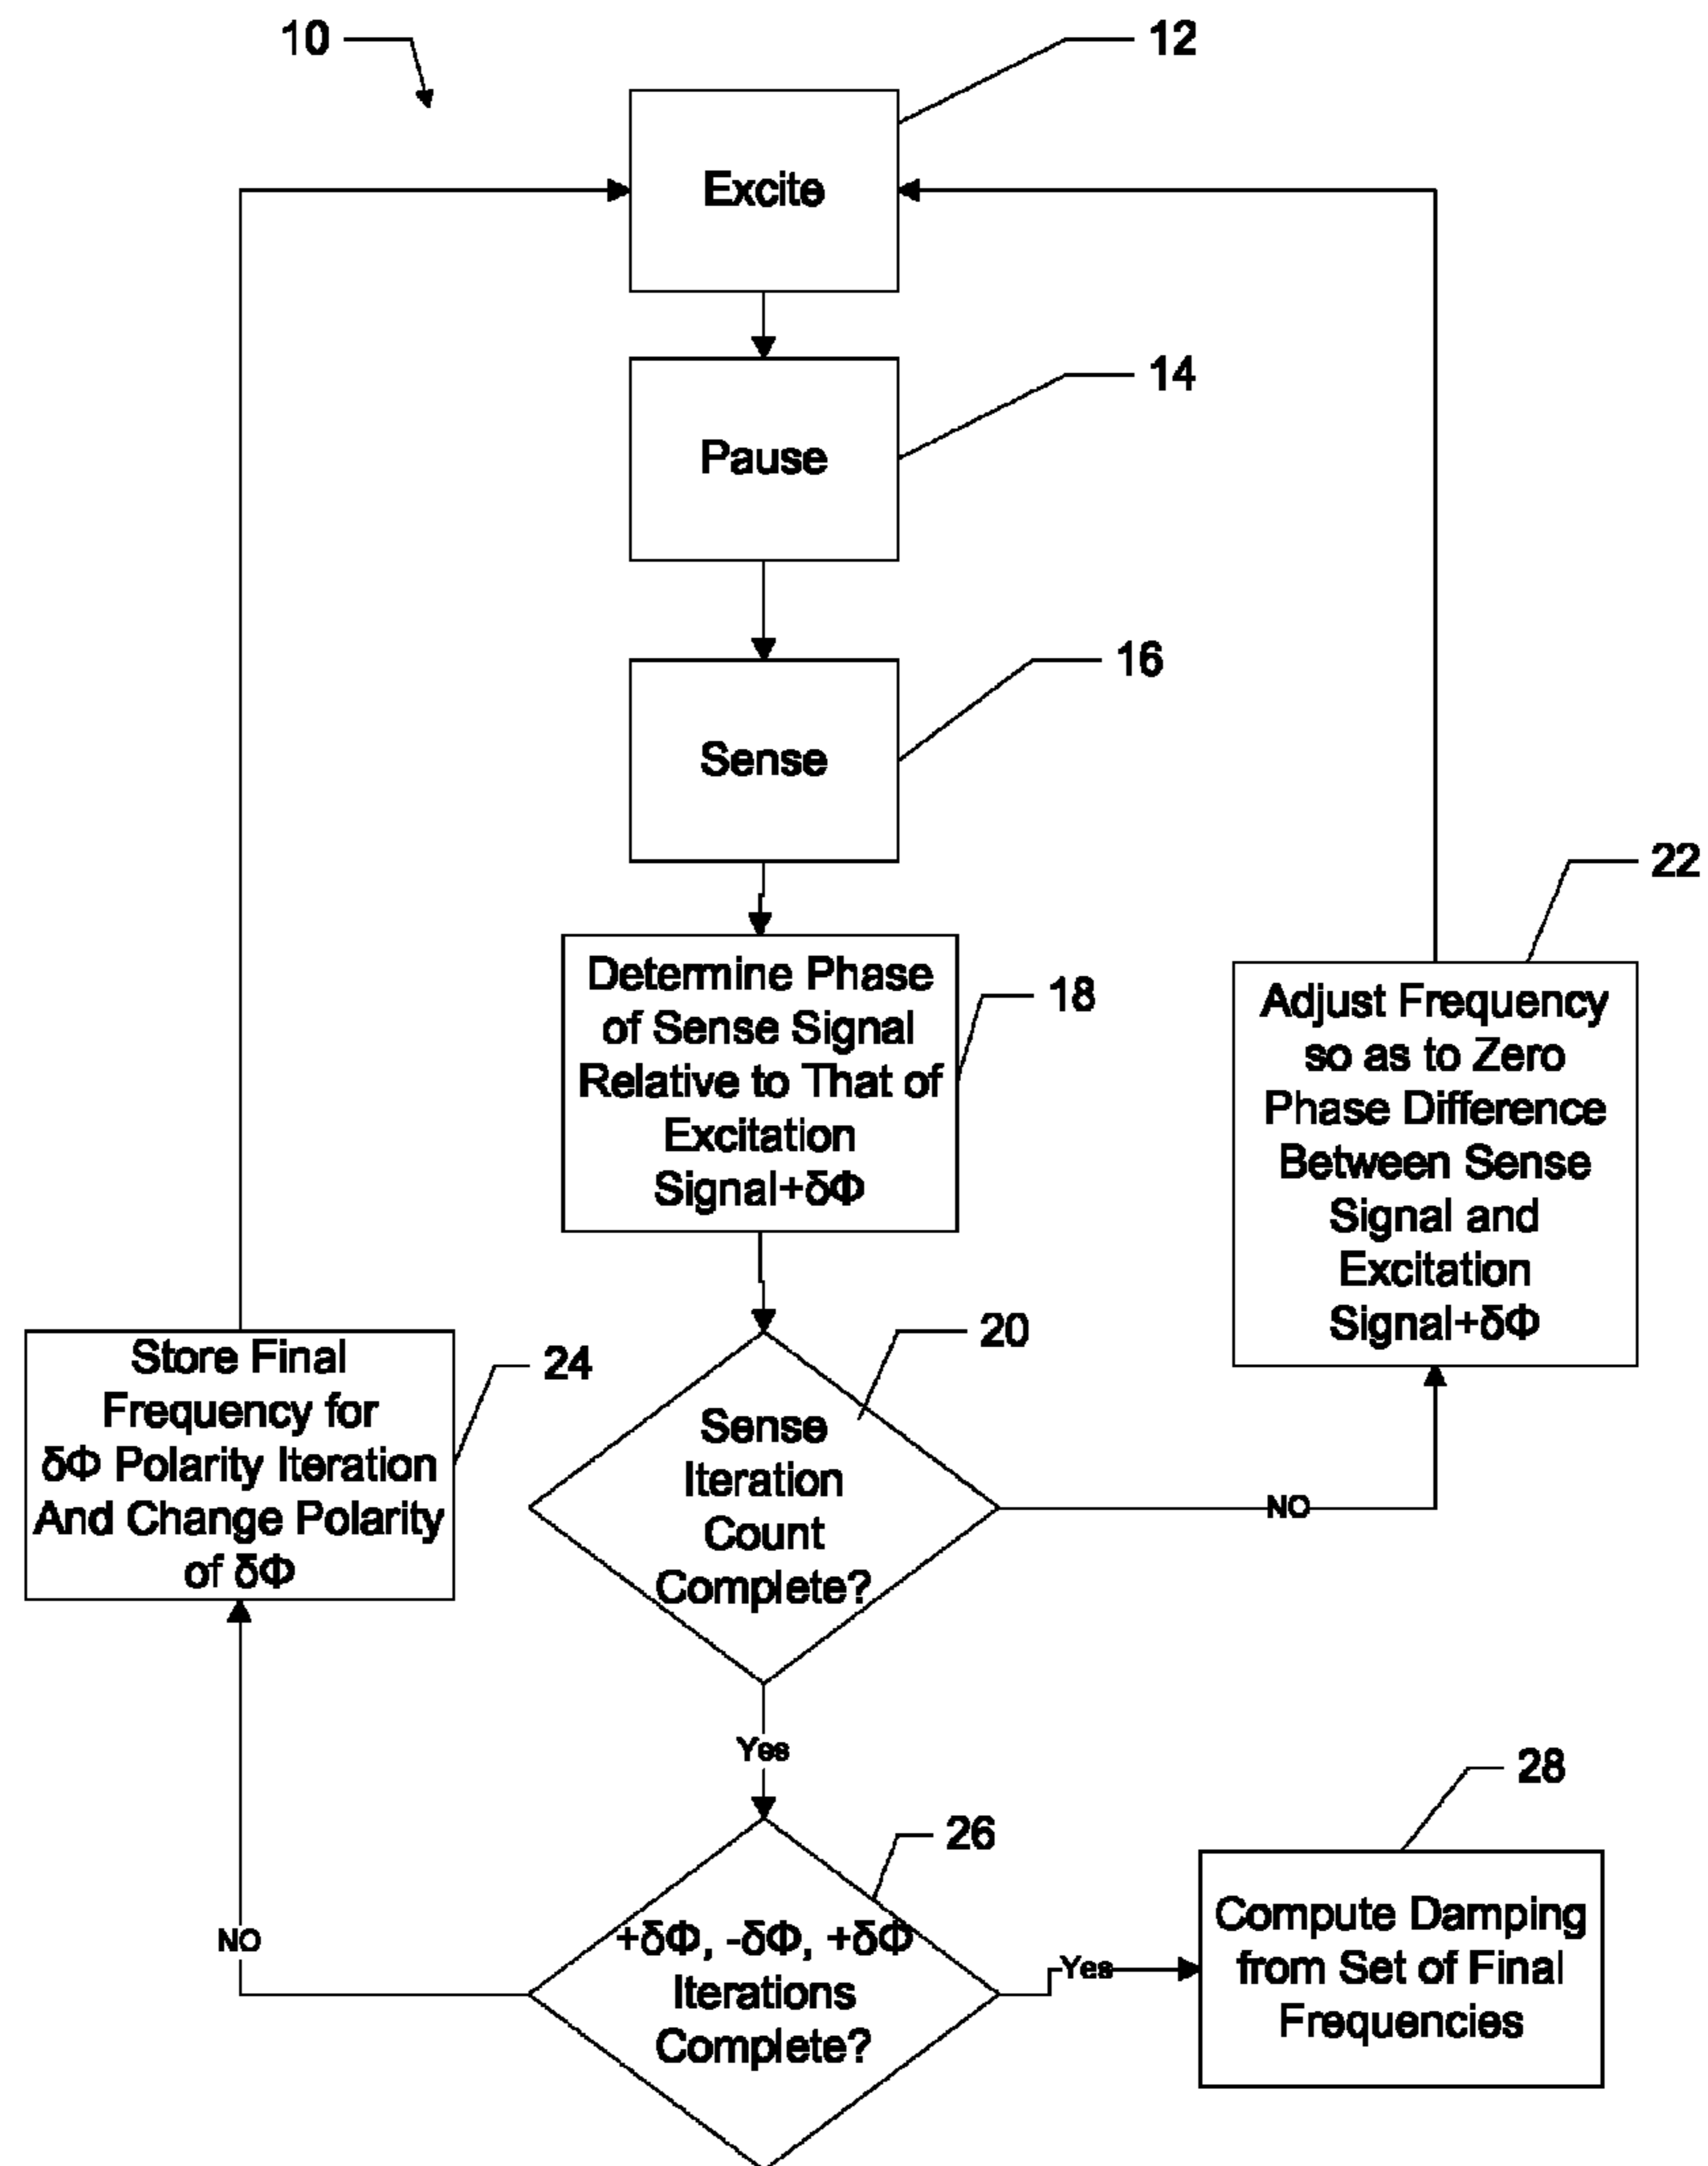 10
12
Excite
14
Pause
16
Sense
22
18
Determine Phase
of Sense Signal
Relative to That of
Excitation
Signal+δΦ
Adjust Frequency
so as to Zero
Phase Difference
Between Sense
Signal and
Excitation
Signal+δΦ
20
Sense
Iteration
Count
Complete?
NO
24
Store Final
Frequency for
δΦ Polarity Iteration
And Change Polarity
of δΦ
Yes
28
26
+δΦ, -δΦ, +δΦ
Iterations
Complete?
NO
Yes
Compute Damping
from Set of Final
Frequencies